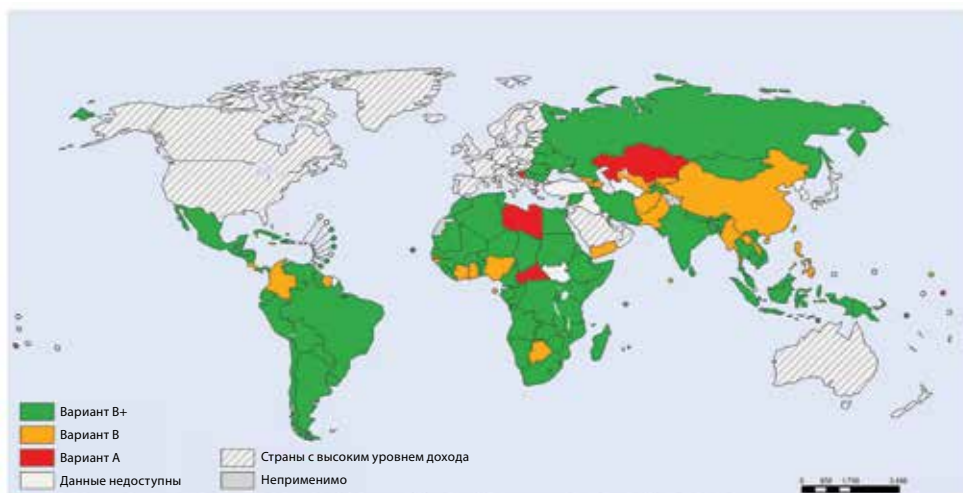 Вариант B+
Вариант B
Вариант A
Данные недоступны
Страны с высоким уровнем дохода
Неприменимо